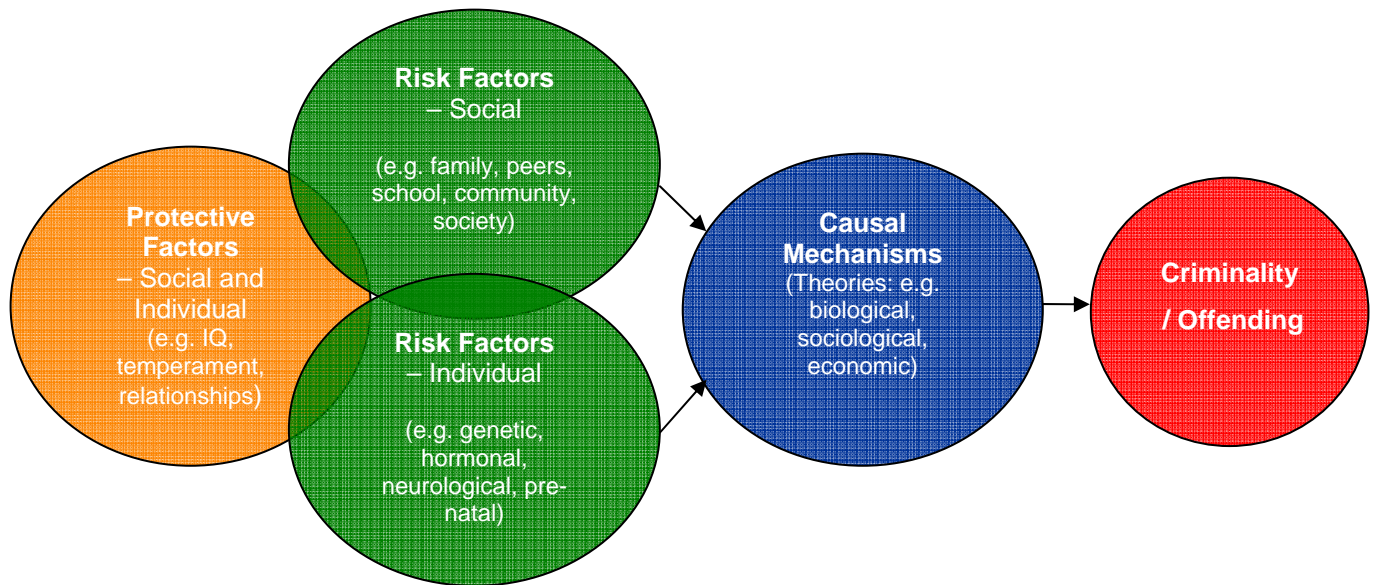 Protective
Factors
– Social and
Individual
(e.g. IQ,
temperament,
relationships)
Risk Factors
– Social
(e.g. family, peers,
school, community,
society)
Risk Factors
– Individual
(e.g. genetic,
hormonal,
neurological, pre-
natal)
Causal
Mechanisms
(Theories: e.g.
biological,
sociological,
economic)
Criminality
/ Offending